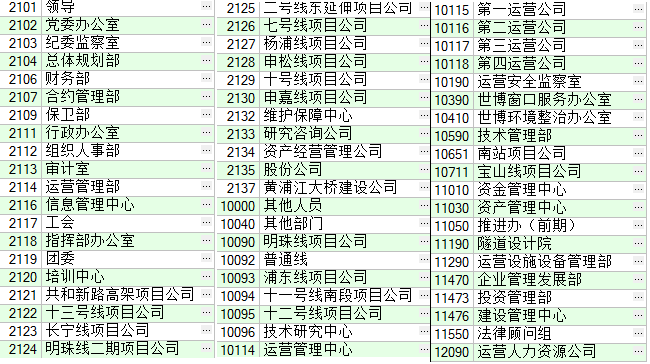 2101 领导
2102 党委办公室
2103 纪委监察室
2104 总体规划部
2106 财务部
2107 合约管理部
2109 保卫部
2111 行政办公室
2112 组织人事部
2113 审计室
2114 运营管理部
2116 信息管理中心
2117 工会
2118 指挥部办公室
2119 团委
2120 培训中心
2121 共和新路高架项目公司
2122 十三号线项目公司
2123 长宁线项目公司
2124 明珠线二期项目公司
2125 二号线东延伸项目公司
2126 七号线项目公司
2127 杨浦线项目公司
2128 申松线项目公司
2129 十号线项目公司
2130 申嘉线项目公司
2132 维护保障中心
2133 研究咨询公司
2134 资产经营管理公司
2135 股份公司
2137 黄浦江大桥建设公司
10000 其他人员
10040 其他部门
10090 明珠线项目公司
10092 普通线
10093 浦东线项目公司
10094 十一号线南段项目公司
10095 十二号线项目公司
10096 技术研究中心
10114 运营管理中心
10115 第一运营公司
10116 第二运营公司
10117 第三运营公司
10118 第四运营公司
10190 运营安全监察室
10390 世博窗口服务办公室
10410 世博环境整治办公室
10590 技术管理部
10651 南站项目公司
10711 宝山线项目公司
11010 资金管理中心
11030 资产管理中心
11050 推进办（前期）
11190 隧道设计院
11290 运营设施设备管理部
11470 企业管理发展部
11473 投资管理部
11476 建设管理中心
11550 法律顾问组
12090 运营人力资源公司